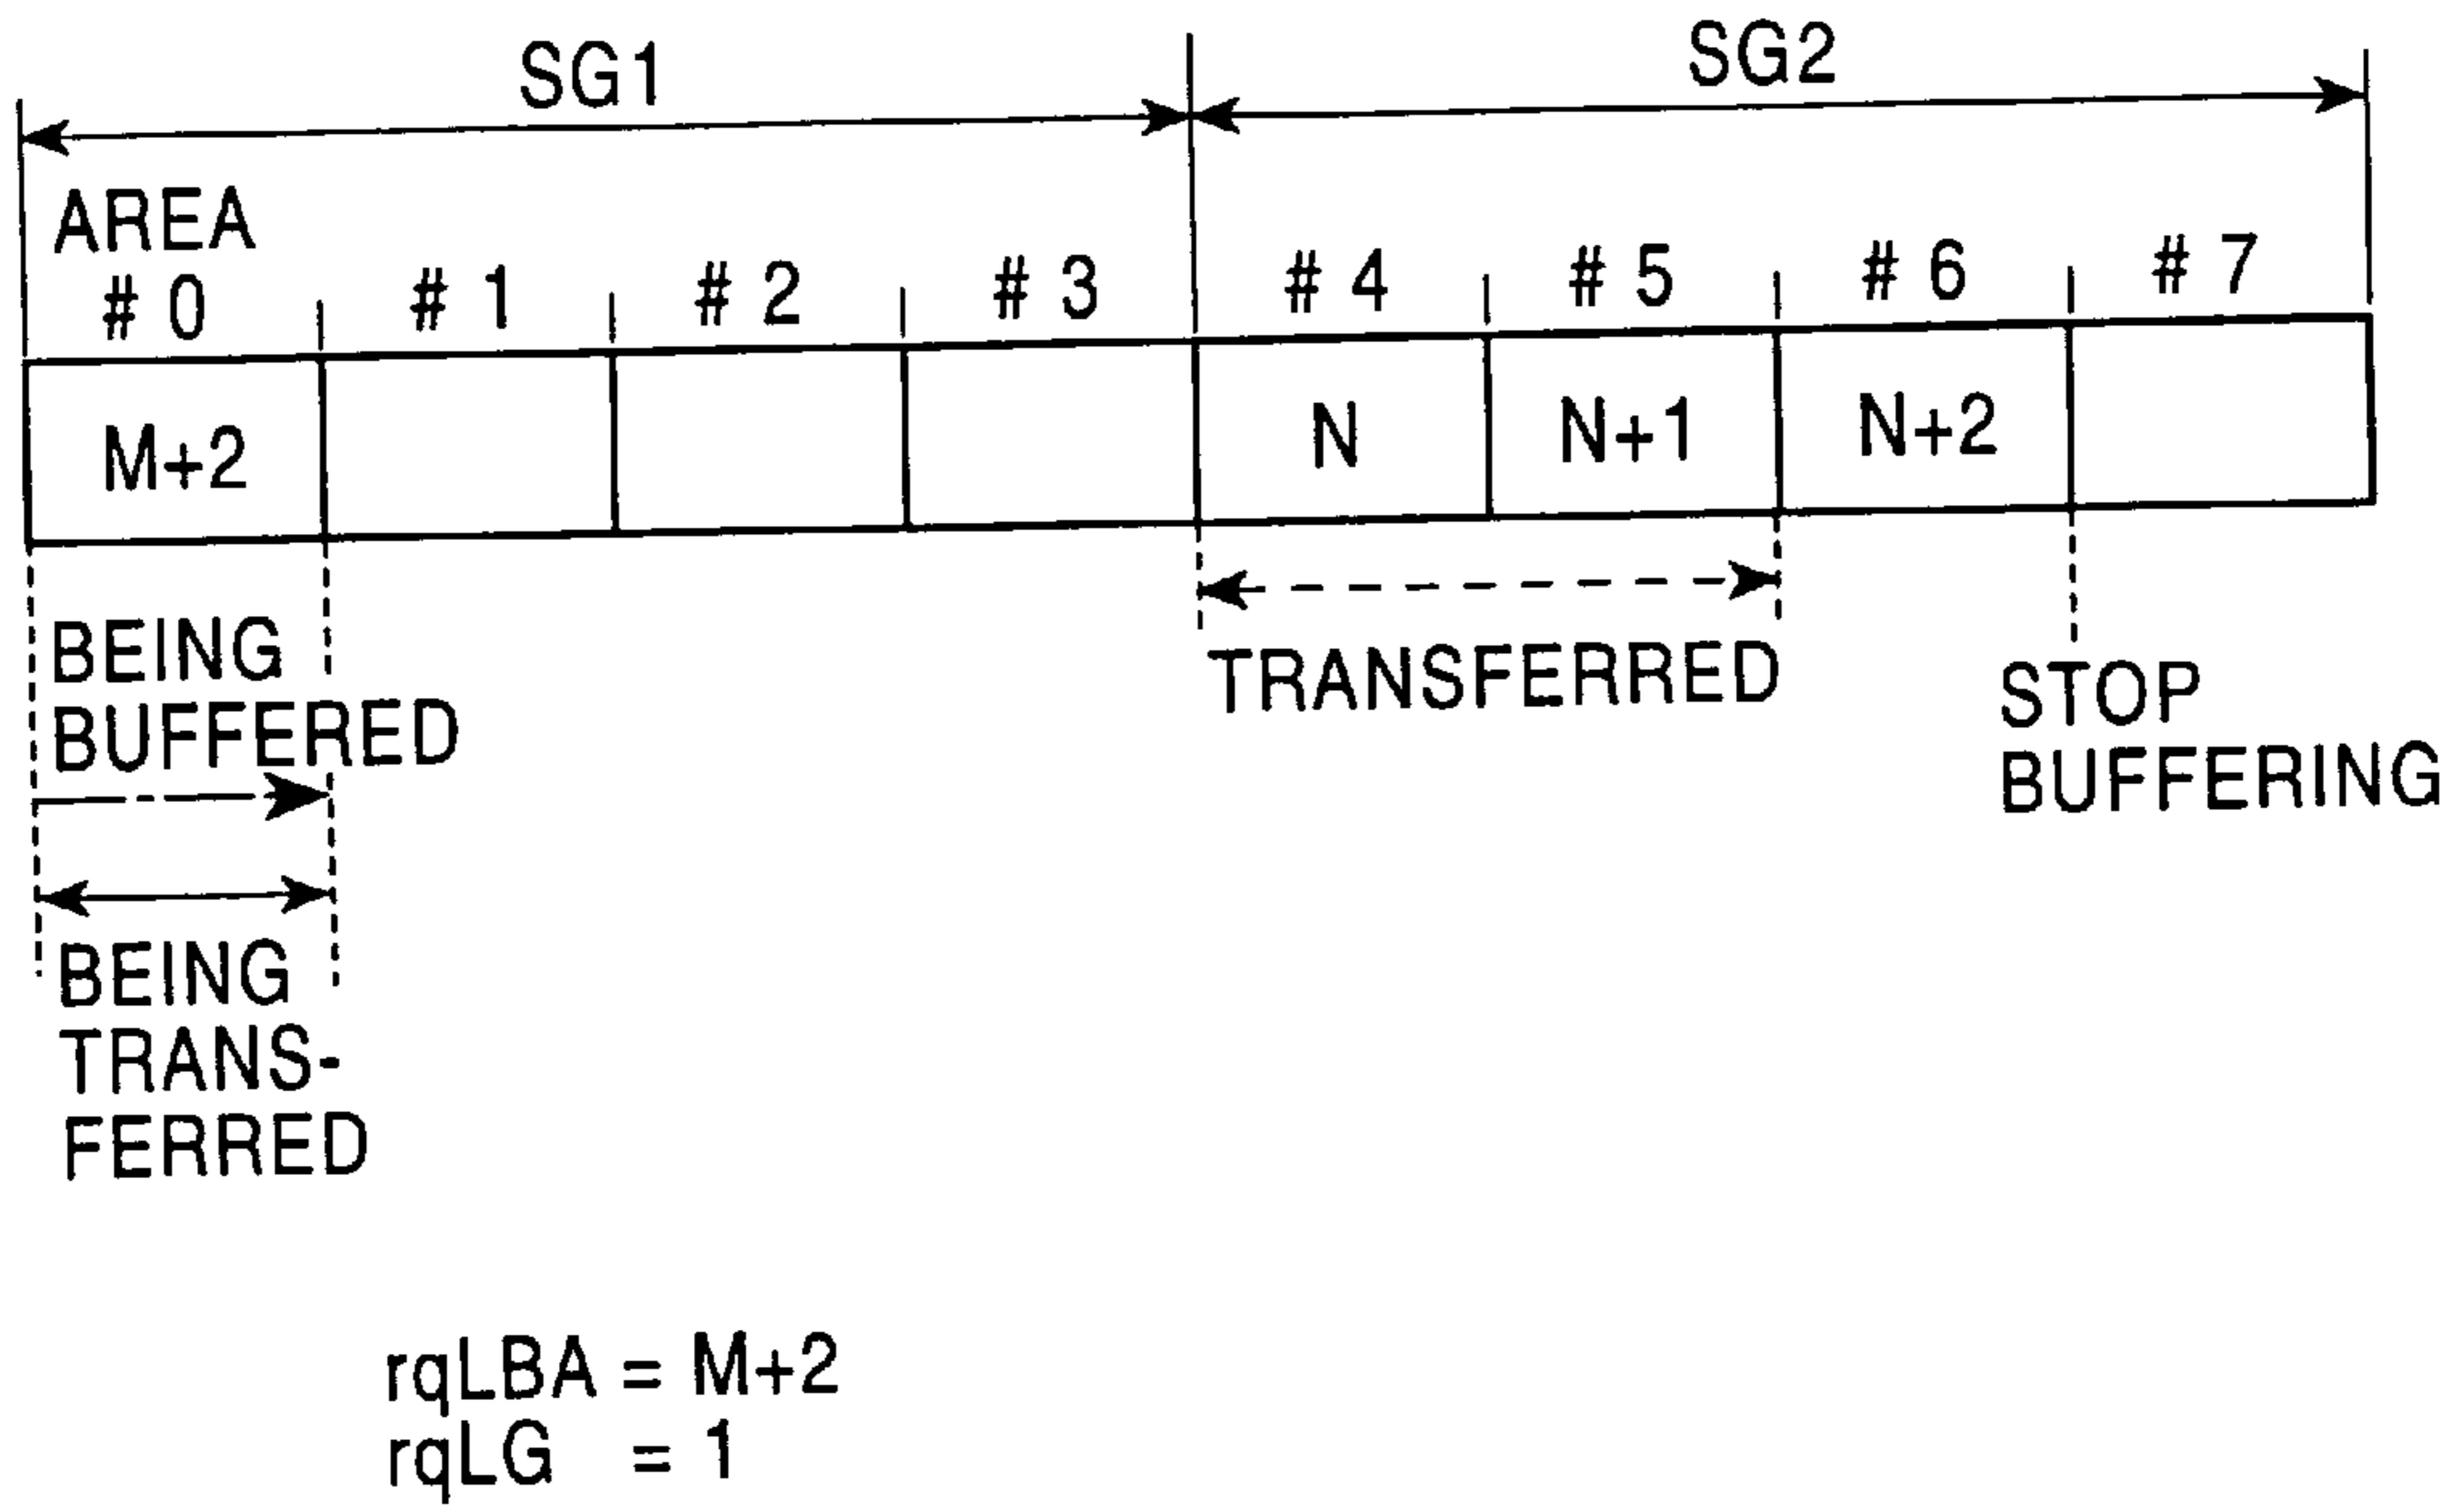 SG1 SG2
AREA
# 0 # 1 # 2 # 3 # 4 # 5 # 6 # 7
M+2 N N+1 N+2
BEING
BUFFERED
TRANSFERRED
STOP
BUFFERING
BEING
TRANS-
FERRED
rqLBA = M+2
rqLG = 1